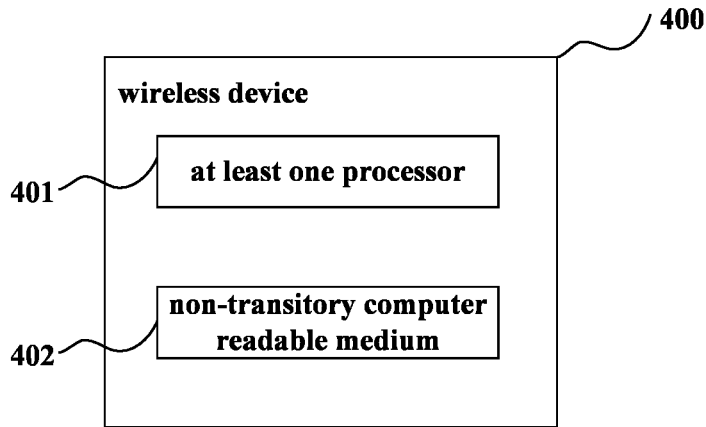 400
wireless device
at least one processor
401
non-transitory computer
readable medium
402